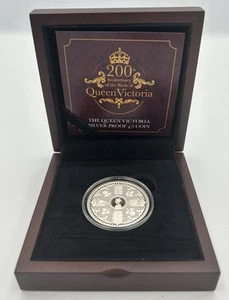 200
Anniversary
of the Birth of
Queen Victoria
THE QUEEN VICTORIA
SILVER PROOF £5 COIN